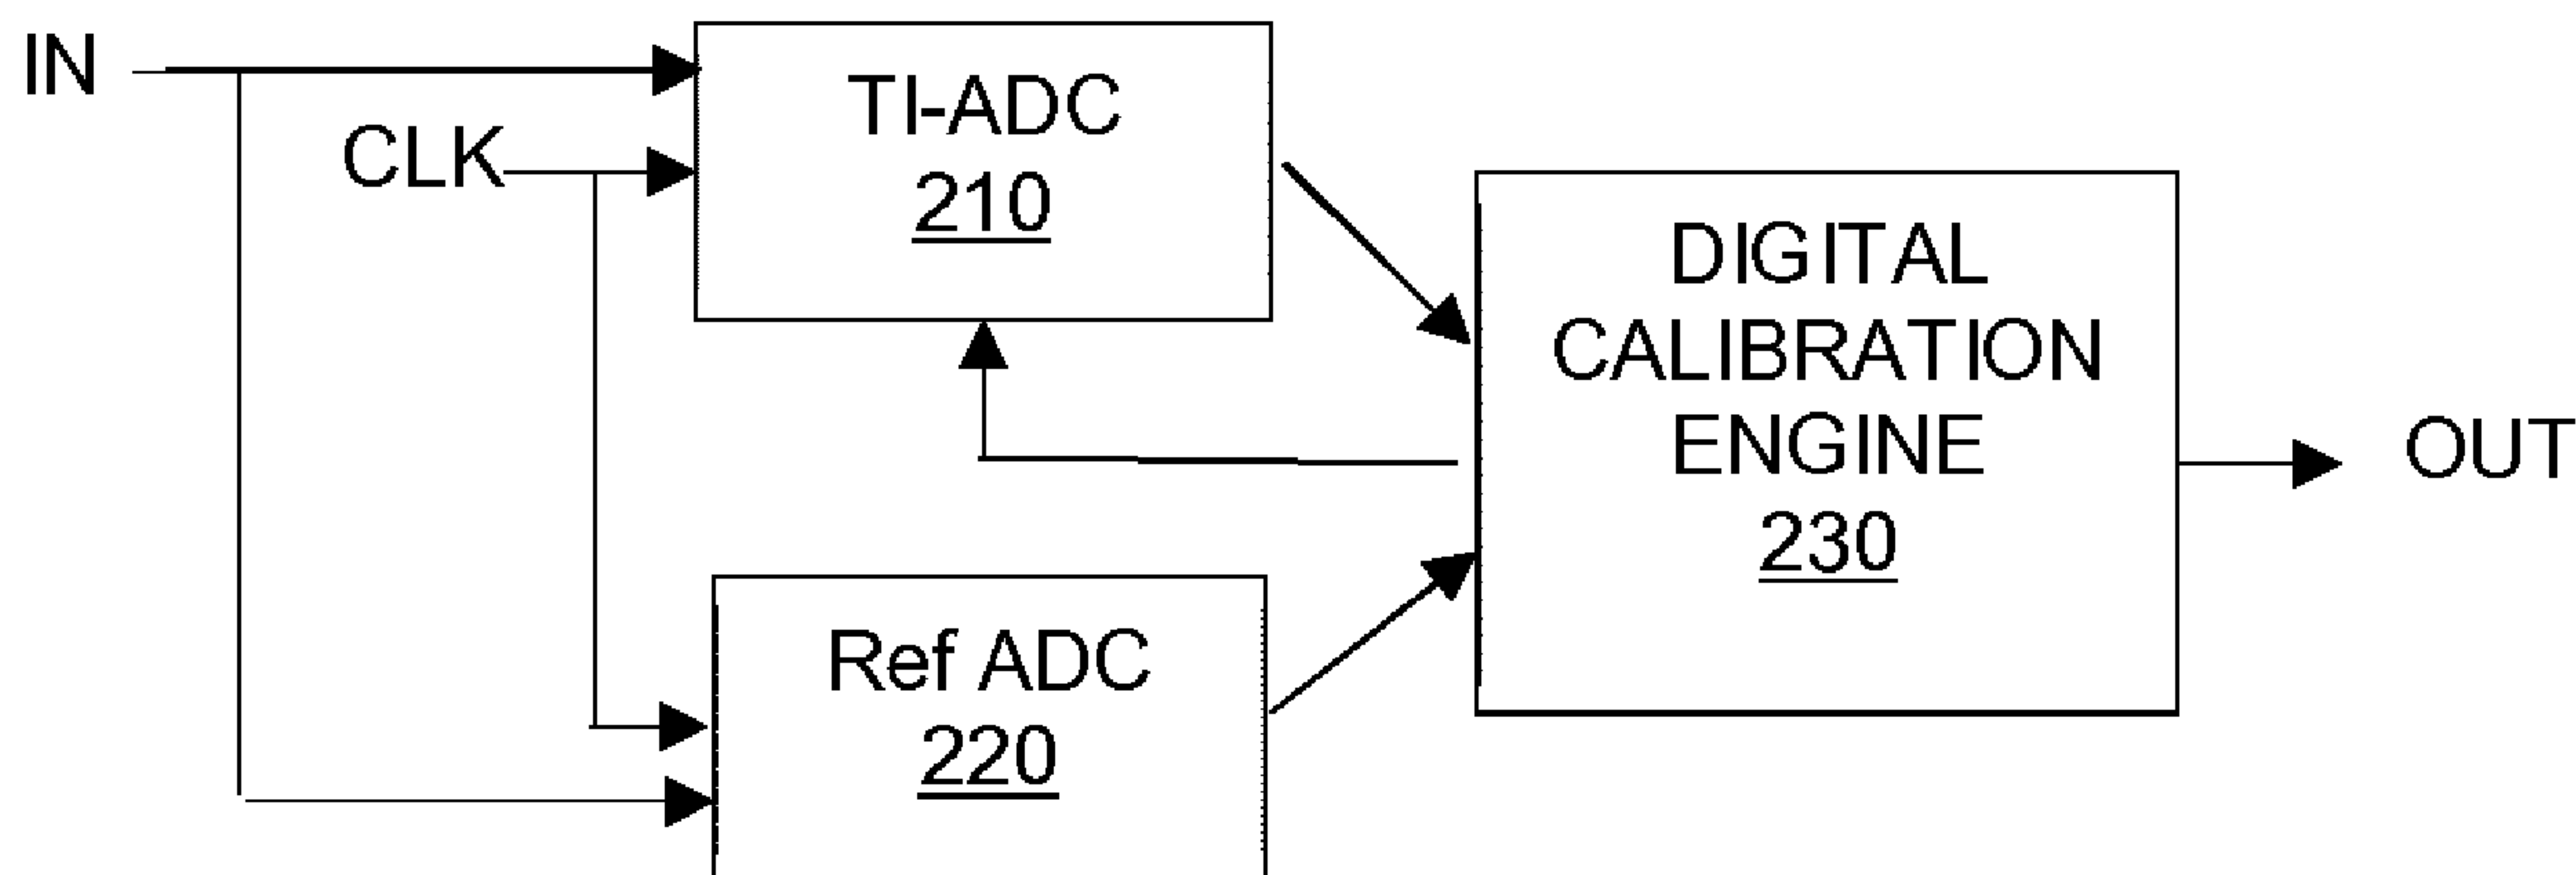 IN
CLK
TI-ADC
210
DIGITAL
CALIBRATION
ENGINE
230
OUT
Ref ADC
220